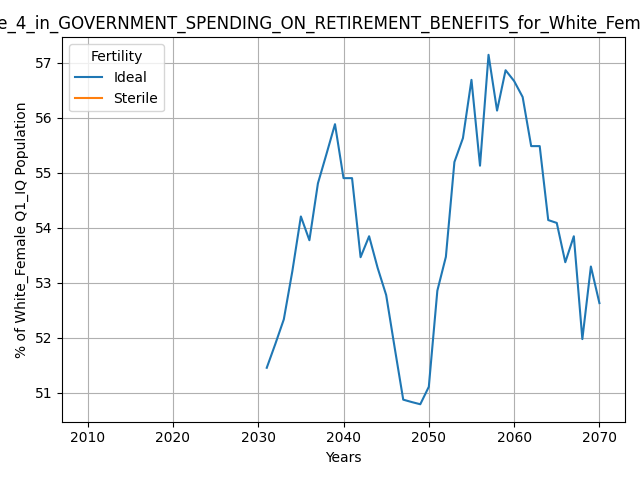 e_4_in_GOVERNMENT_SPENDING_ON_RETIREMENT_BENEFITS_for_White_Fem
Fertility
Ideal
Sterile
% of White_Female Q1_IQ Population
57
56
55
54
53
52
51
2010 2020 2030 2040 2050 2060 2070
Years